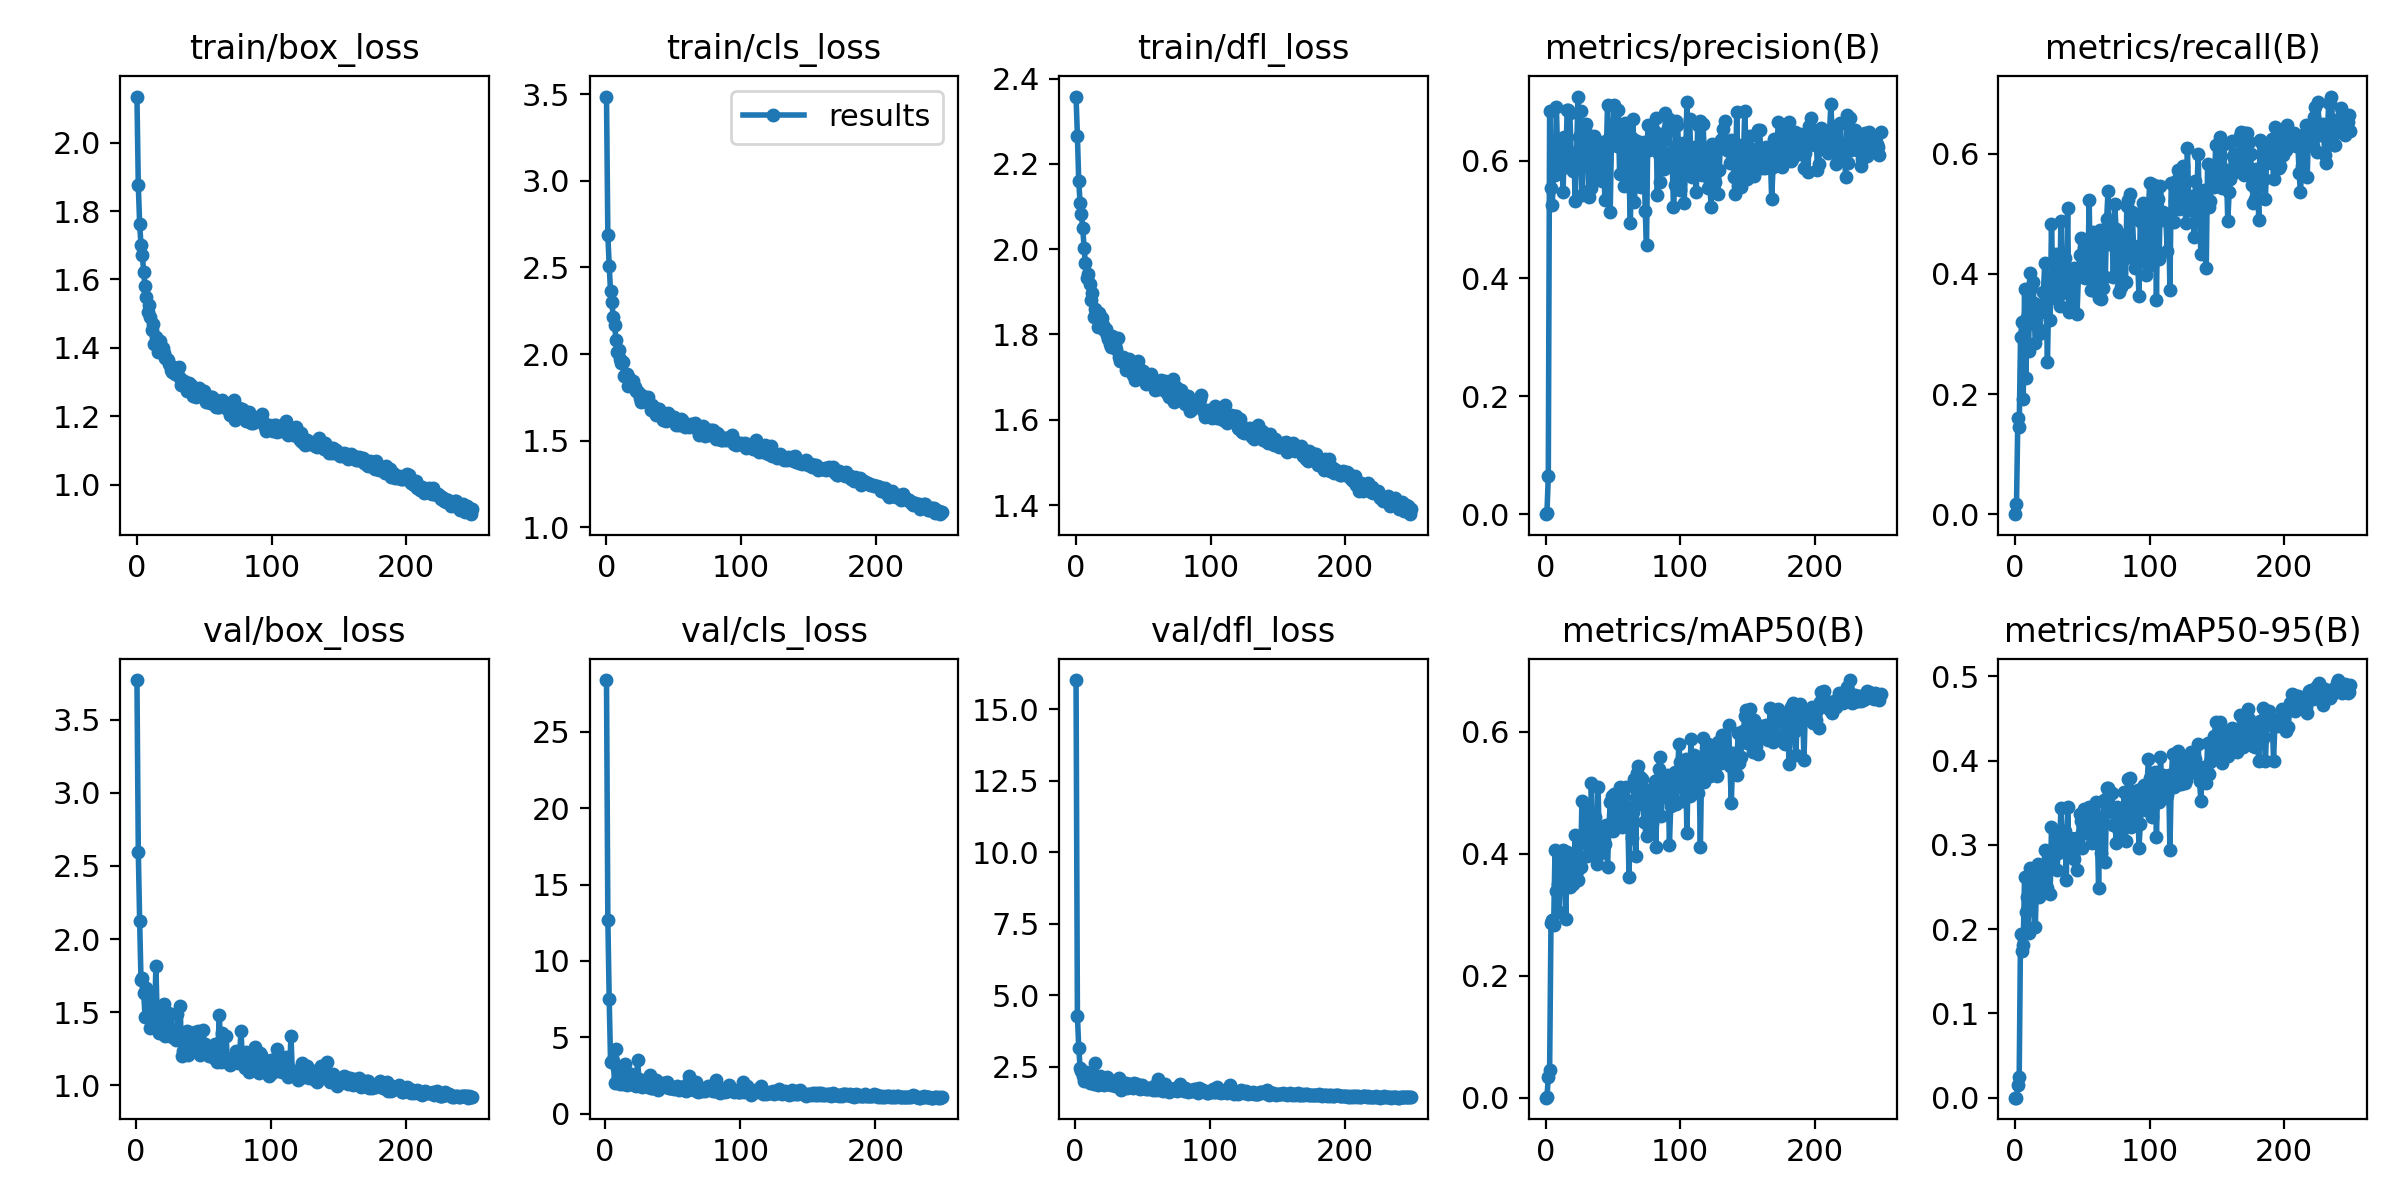 train/box_loss
2.0
1.8
1.6
1.4
1.2
1.0
0 100 200
train/cls_loss
results
3.5
3.0
2.5
2.0
1.5
1.0
0 100 200
train/dfl_loss
2.4
2.2
2.0
1.8
1.6
1.4
0 100 200
metrics/precision(B)
0.6
0.4
0.2
0.0
0 100 200
metrics/recall(B)
0.6
0.4
0.2
0.0
0 100 200
val/box_loss
3.5
3.0
2.5
2.0
1.5
1.0
0 100 200
val/cls_loss
25
20
15
10
5
0
0 100 200
val/dfl_loss
15.0
12.5
10.0
7.5
5.0
2.5
0 100 200
metrics/mAP50(B)
0.6
0.4
0.2
0.0
0 100 200
metrics/mAP50-95(B)
0.5
0.4
0.3
0.2
0.1
0.0
0 100 200